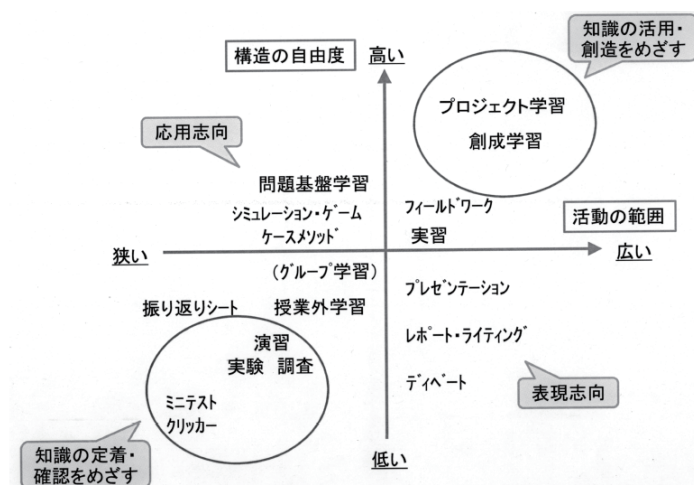 知識の活用・
創造をめざす
構造の自由度
高い
プロジェクト学習
創成学習
応用志向
問題基盤学習
シミュレーション・ゲーム
ケースメソッド
フィールドワーク
実習
活動の範囲
狭い
広い
(グループ学習)
プレゼンテーション
振り返りシート
授業外学習
レポート・ライティング
演習
実験 調査
ディベート
表現志向
ミニテスト
クリッカー
知識の定着・
確認をめざす
低い